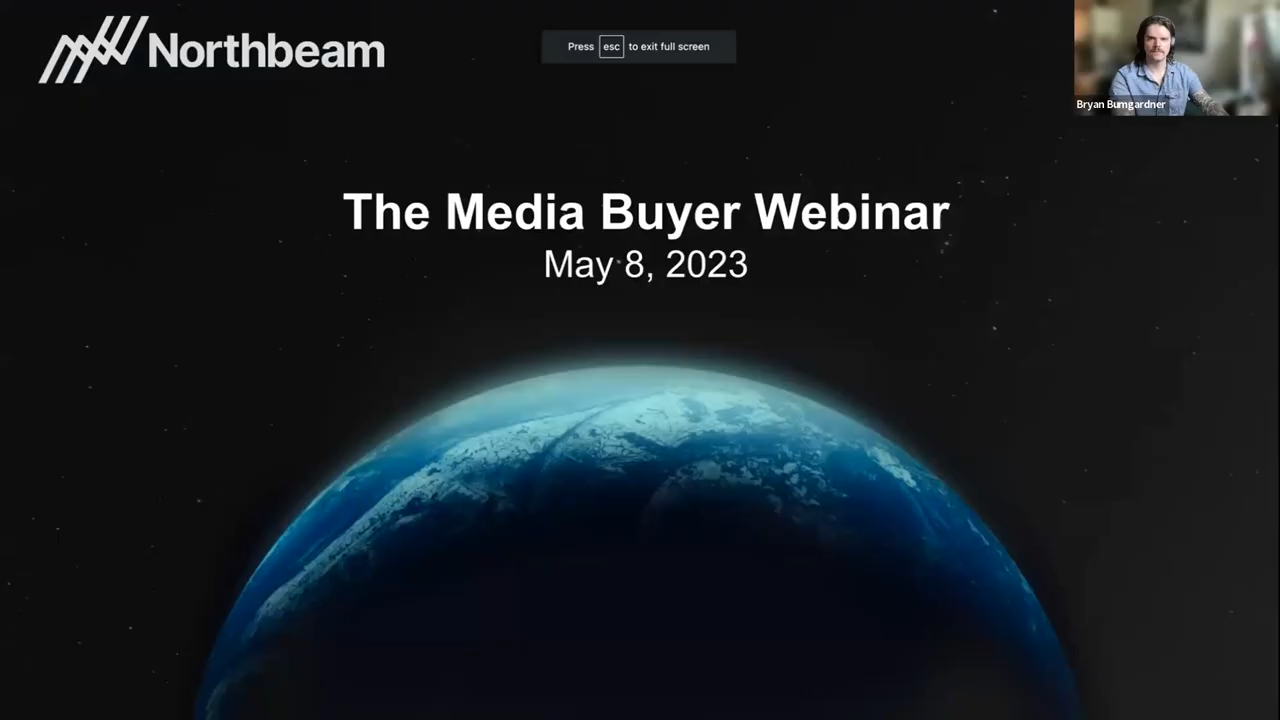 Northbeam
Press esc to exit full screen
Bryan Bumgardner
The Media Buyer Webinar
May 8, 2023